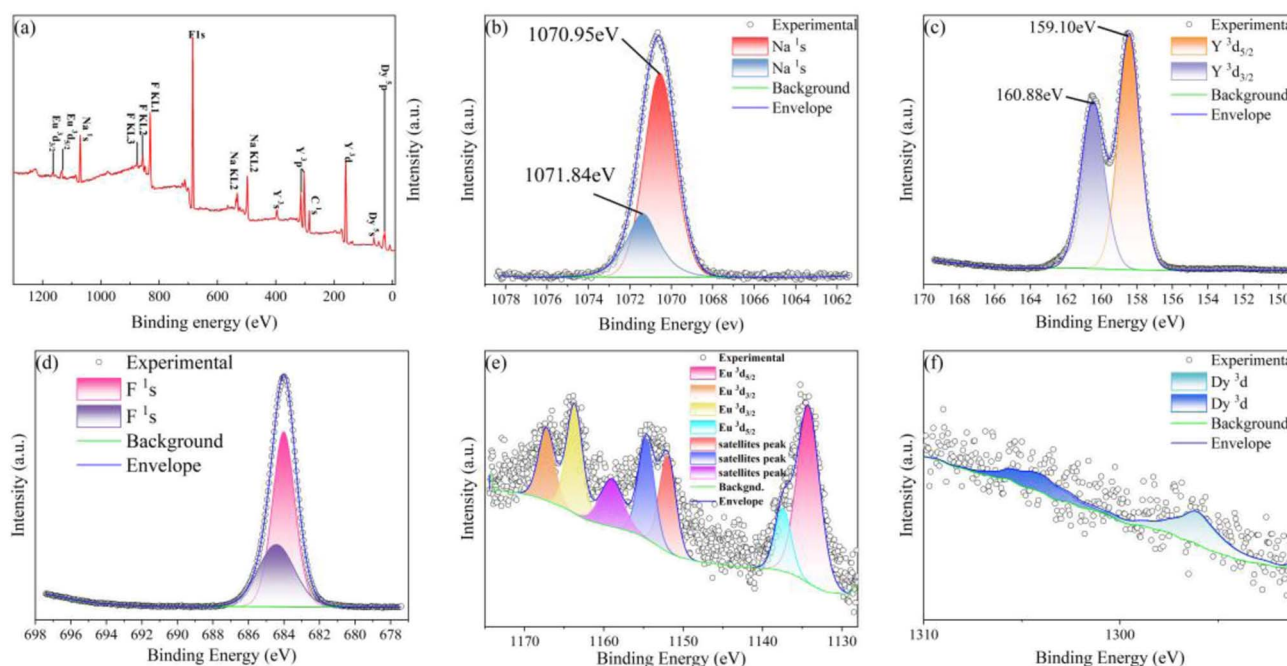 (a)
F1s
Dy ⁵p
F KL1
F KL2
F KL3
Na ¹s
Eu ³d₅/₂
Eu ³d₃/₂
Na KL2
Na KL2
Y ³p
Y ³s
C ¹s
Y ³d
Dy ⁵s
Intensity (a.u.)
1200 1000 800 600 400 200 0
Binding energy (eV)
(b)
1070.95eV
1071.84eV
Experimental
Na ¹s
Na ¹s
Background
Envelope
Intensity (a.u.)
1078 1076 1074 1072 1070 1068 1066 1064 1062
Binding Energy (ev)
(c)
159.10eV
160.88eV
Experimenta
Y ³d₅/₂
Y ³d₃/₂
Background
Envelope
Intensity (a.u.)
170 168 166 164 162 160 158 156 154 152 150
Binding Energy (eV)
(d)
Experimental
F ¹s
F ¹s
Background
Envelope
Intensity (a.u.)
698 696 694 692 690 688 686 684 682 680 678
Binding Energy (eV)
(e)
Experimental
Eu ³d₅/₂
Eu ³d₃/₂
Eu ³d₃/₂
Eu ³d₅/₂
satellites peak
satellites peak
satellites peak
Backgnd.
Envelope
Intensity (a.u.)
1170 1160 1150 1140 1130
Binding Energy (eV)
(f)
Experimenta
Dy ³d
Dy ³d
Background
Envelope
Intensity (a.u.)
1310 1300
Binding Energy (eV)